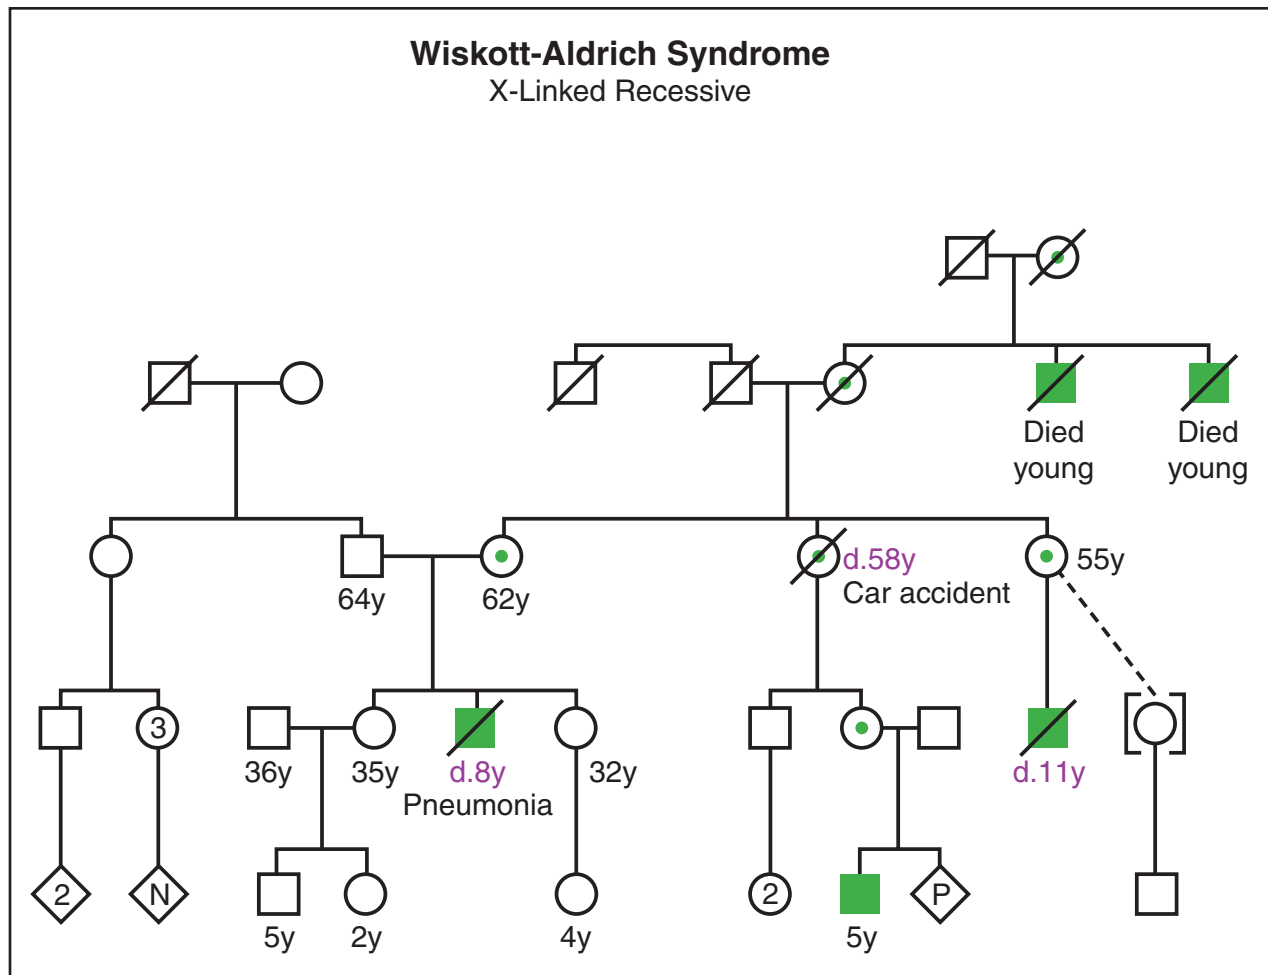 Wiskott-Aldrich Syndrome
X-Linked Recessive
Died young
Died young
64y
62y
d.58y
Car accident
55y
3
36y
35y
d.8y
Pneumonia
32y
d.11y
2
N
5y
2y
4y
2
5y
P